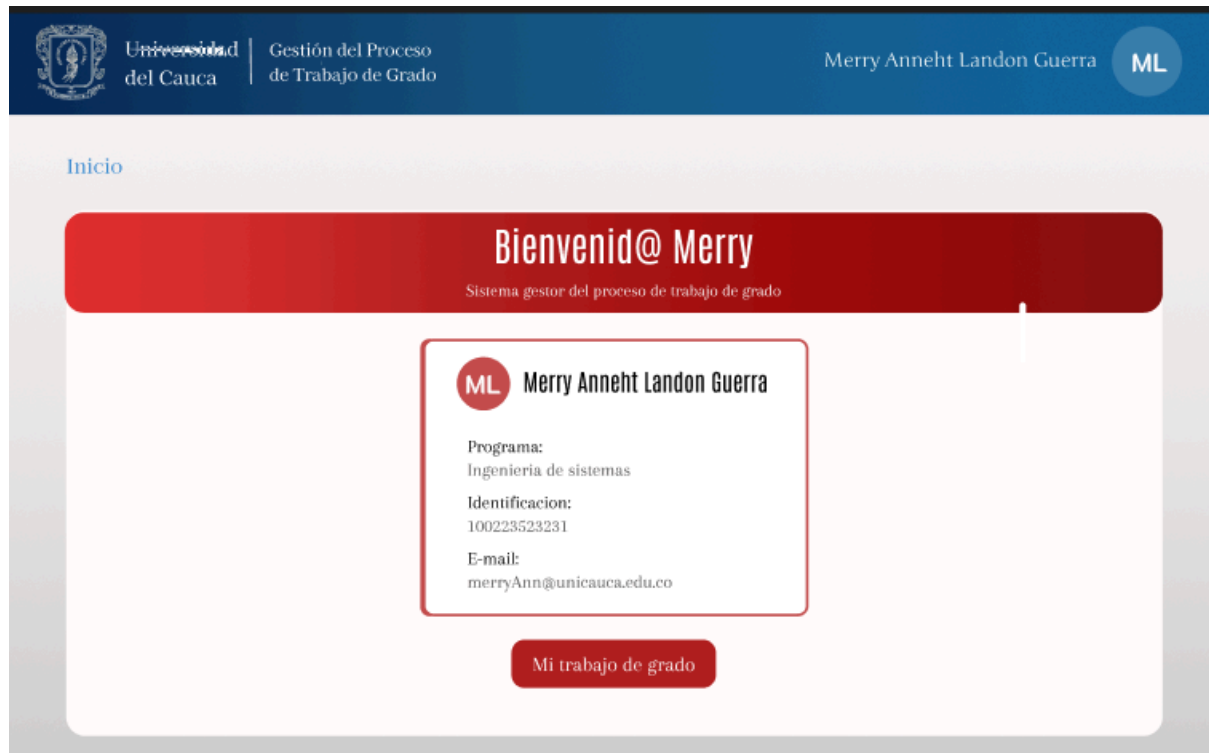 Universidad
del Cauca
Gestión del Proceso
de Trabajo de Grado
Merry Anneht Landon Guerra
ML
Inicio
Bienvenid@ Merry
Sistema gestor del proceso de trabajo de grado
ML
Merry Anneht Landon Guerra
Programa:
Ingenieria de sistemas
Identificacion:
100223523231
E-mail:
merryAnn@unicauca.edu.co
Mi trabajo de grado